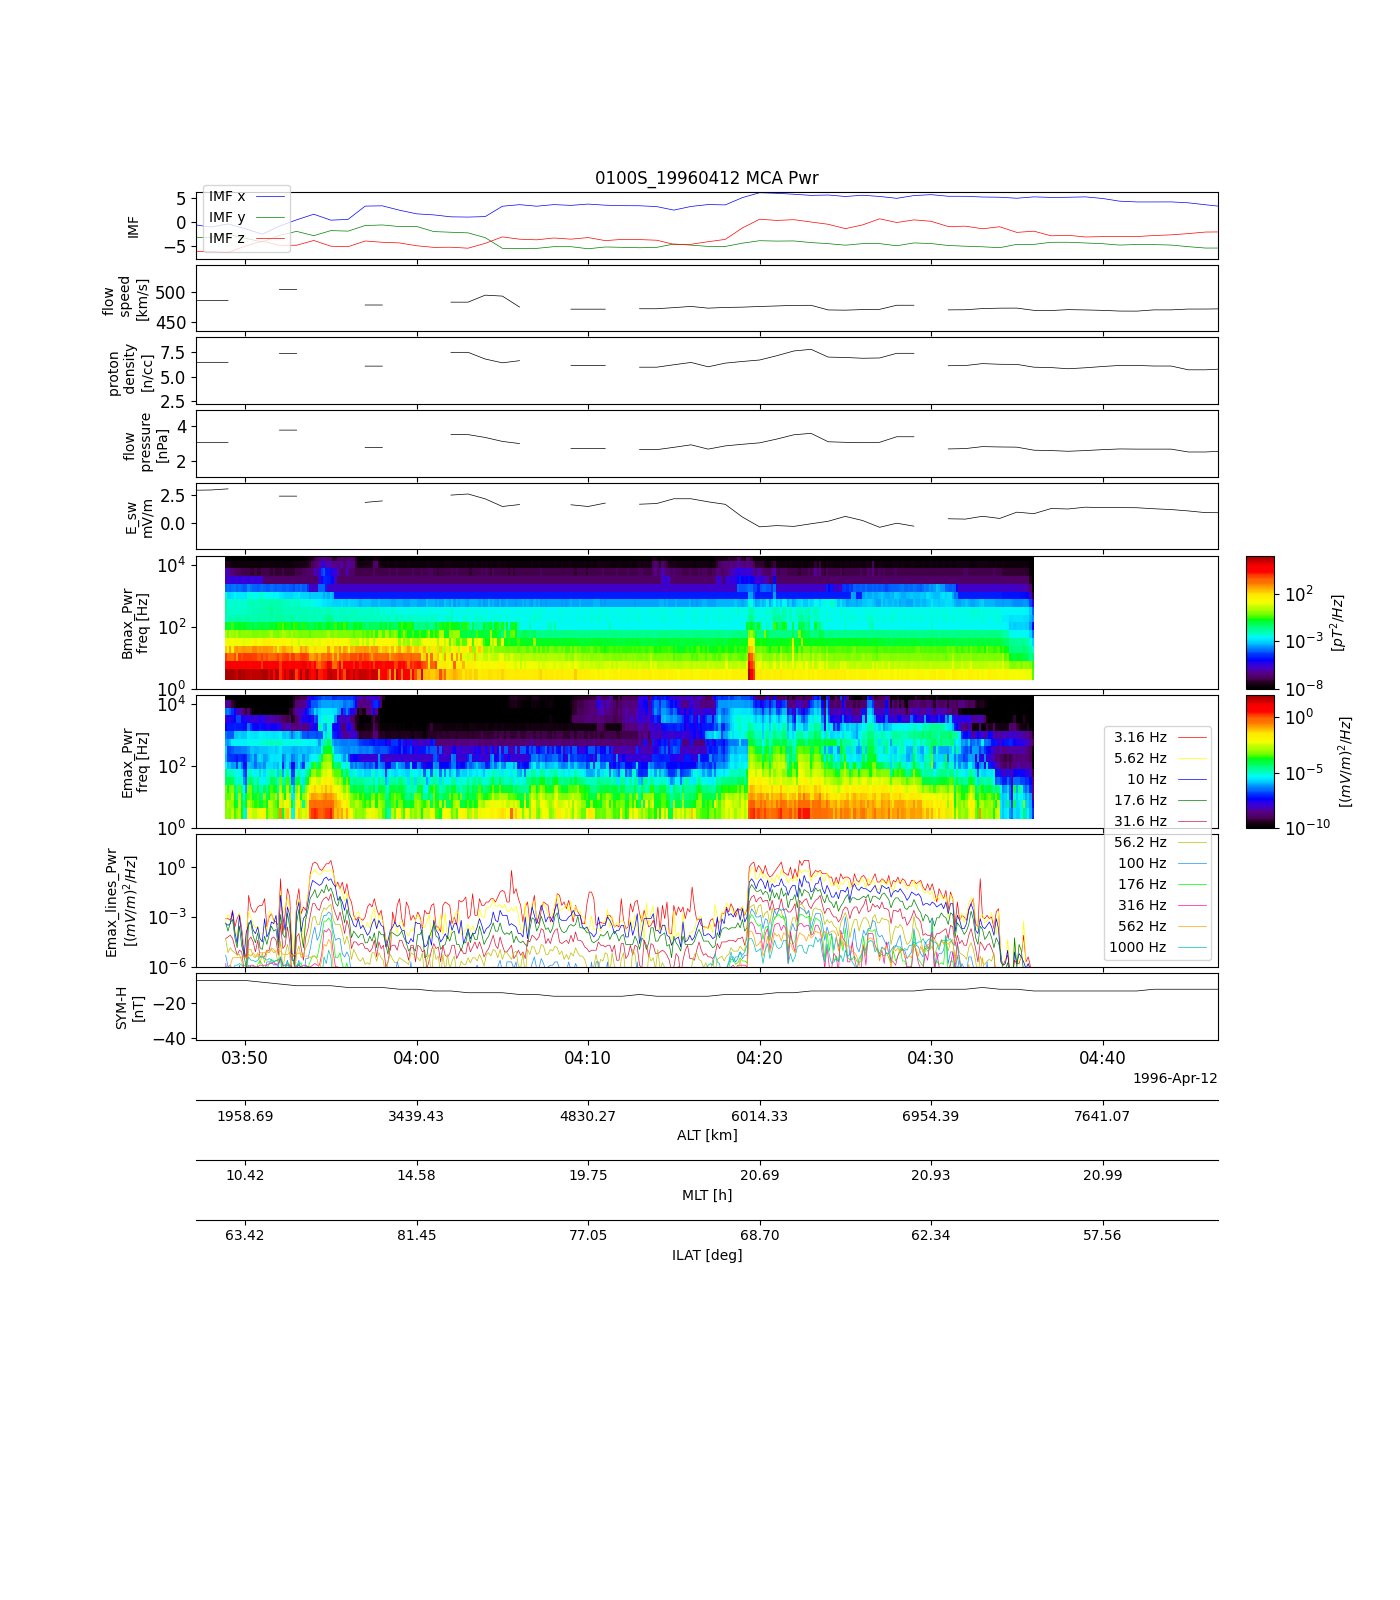 0100S_19960412 MCA Pwr
IMF
5
0
−5
IMF x
IMF y
IMF z
flow
speed
[km/s]
500
450
proton
density
[n/cc]
7.5
5.0
2.5
flow
pressure
[nPa]
4
2
E_sw
mV/m
2.5
0.0
Bmax_Pwr
freq [Hz]
10^4
10^2
10^0
10^2
10^−3
10^−8
[pT^2/Hz]
Emax_Pwr
freq [Hz]
10^4
10^2
10^0
10^0
10^−5
10^−10
[(mV/m)^2/Hz]
3.16 Hz
5.62 Hz
10 Hz
17.6 Hz
31.6 Hz
56.2 Hz
100 Hz
176 Hz
316 Hz
562 Hz
1000 Hz
Emax_lines_Pwr
[(mV/m)^2/Hz]
10^0
10^−3
10^−6
SYM-H
[nT]
−20
−40
03:50 04:00 04:10 04:20 04:30 04:40
1996-Apr-12
1958.69 3439.43 4830.27 6014.33 6954.39 7641.07
ALT [km]
10.42 14.58 19.75 20.69 20.93 20.99
MLT [h]
63.42 81.45 77.05 68.70 62.34 57.56
ILAT [deg]